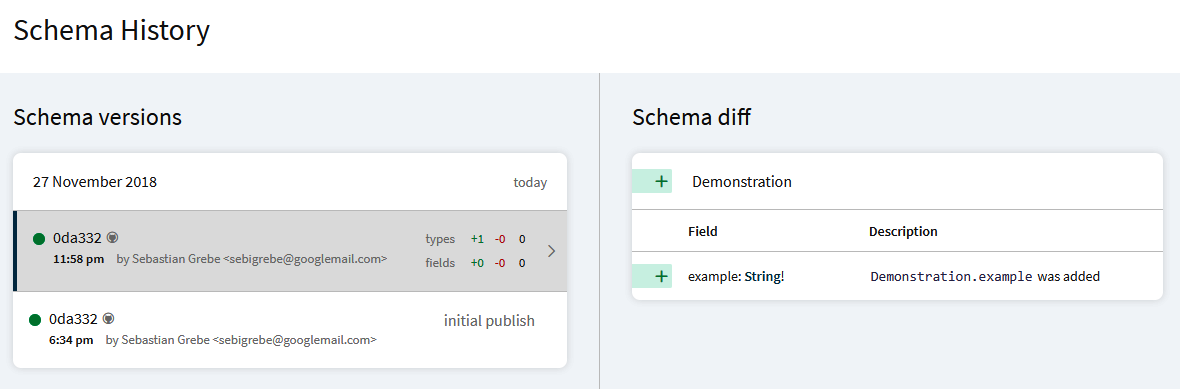 Schema History
Schema versions
27 November 2018 today
0da332 types +1 -0 0
11:58 pm by Sebastian Grebe <sebigrebe@googlemail.com> fields +0 -0 0
0da332 initial publish
6:34 pm by Sebastian Grebe <sebigrebe@googlemail.com>
Schema diff
+ Demonstration
Field Description
+ example: String! Demonstration.example was added